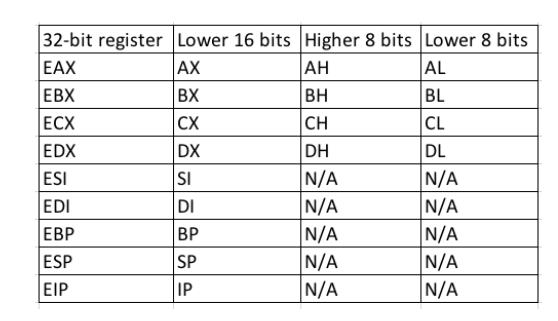 32-bit register Lower 16 bits Higher 8 bits Lower 8 bits
EAX AX AH AL
EBX BX BH BL
ECX CX CH CL
EDX DX DH DL
ESI SI N/A N/A
EDI DI N/A N/A
EBP BP N/A N/A
ESP SP N/A N/A
EIP IP N/A N/A